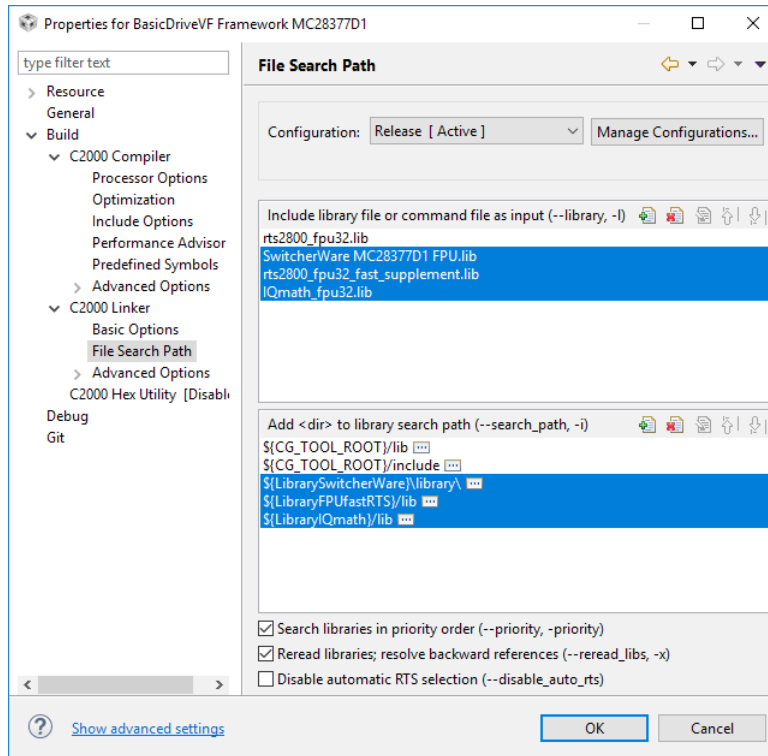 Properties for BasicDriveVF Framework MC28377D1
type filter text
Resource
General
Build
C2000 Compiler
Processor Options
Optimization
Include Options
Performance Advisor
Predefined Symbols
Advanced Options
C2000 Linker
Basic Options
File Search Path
Advanced Options
C2000 Hex Utility [Disabl
Debug
Git
File Search Path
Configuration: Release [ Active ] Manage Configurations...
Include library file or command file as input (--library, -l)
rts2800_fpu32.lib
SwitcherWare MC28377D1 FPU.lib
rts2800_fpu32_fast_supplement.lib
IQmath_fpu32.lib
Add <dir> to library search path (--search_path, -i)
${CG_TOOL_ROOT}/lib
${CG_TOOL_ROOT}/include
${LibrarySwitcherWare}\library\
${LibraryFPUfastRTS}/lib
${LibraryIQmath}/lib
Search libraries in priority order (--priority, -priority)
Reread libraries; resolve backward references (--reread_libs, -x)
Disable automatic RTS selection (--disable_auto_rts)
Show advanced settings
OK Cancel